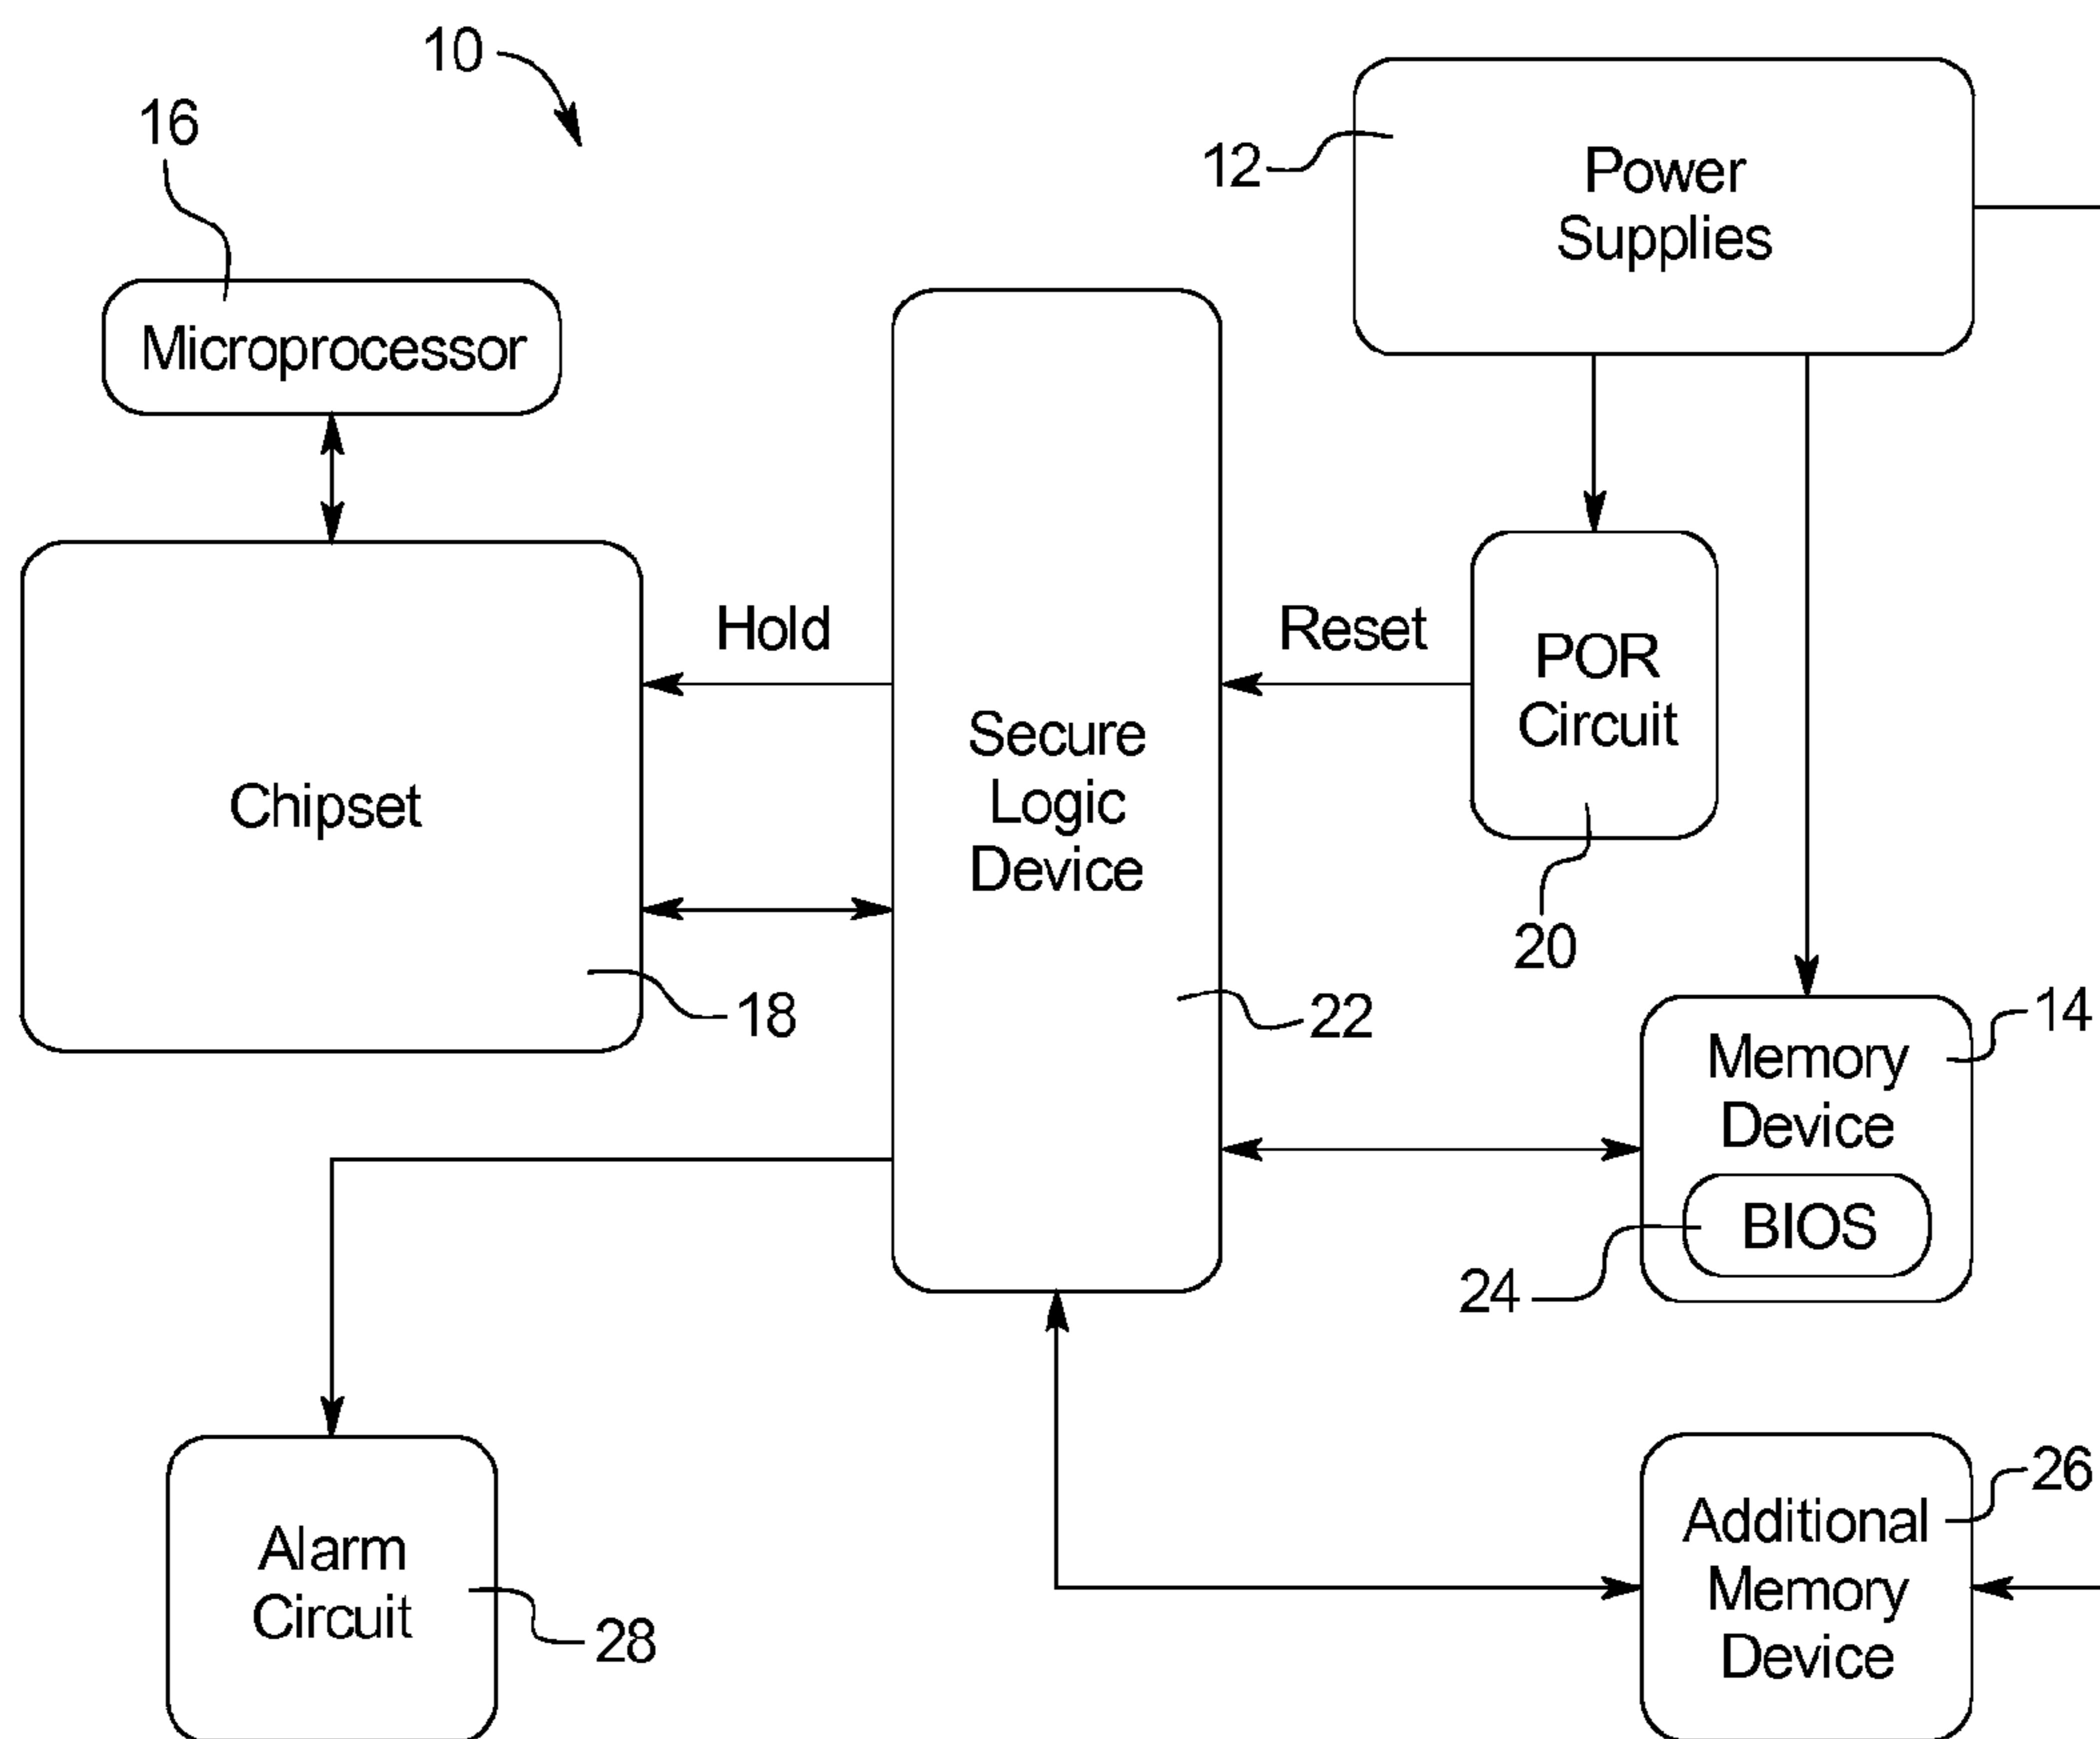 10
16
12
Power
Supplies
Microprocessor
Hold
Reset
POR
Circuit
Secure
Logic
Device
Chipset
20
18
22
14
Memory
Device
BIOS
24
26
Additional
Memory
Device
Alarm
Circuit
28